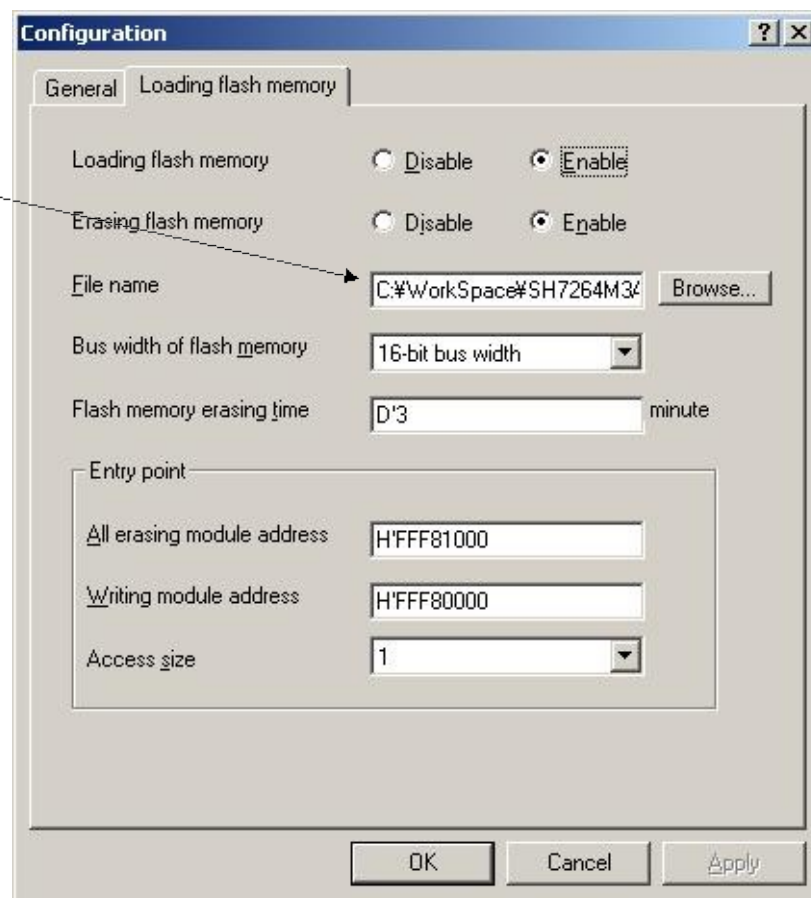 Configuration
General Loading flash memory
Loading flash memory Disable Enable
Erasing flash memory Disable Enable
File name C:¥WorkSpace¥SH7264M3A Browse...
Bus width of flash memory 16-bit bus width
Flash memory erasing time D'3 minute
Entry point
All erasing module address H'FFF81000
Writing module address H'FFF80000
Access size 1
OK Cancel Apply